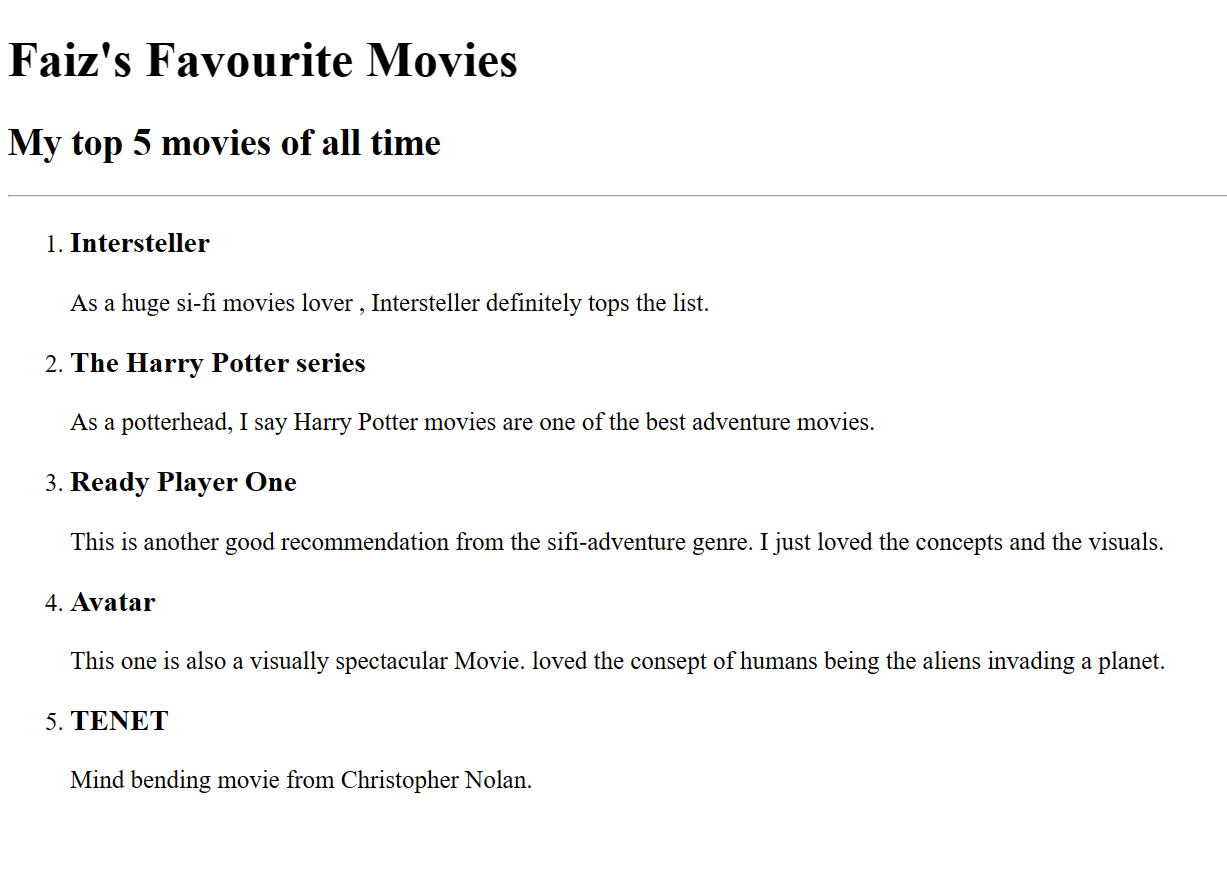 Faiz's Favourite Movies
My top 5 movies of all time
1. Intersteller
As a huge si-fi movies lover , Intersteller definitely tops the list.
2. The Harry Potter series
As a potterhead, I say Harry Potter movies are one of the best adventure movies.
3. Ready Player One
This is another good recommendation from the sifi-adventure genre. I just loved the concepts and the visuals.
4. Avatar
This one is also a visually spectacular Movie. loved the consept of humans being the aliens invading a planet.
5. TENET
Mind bending movie from Christopher Nolan.